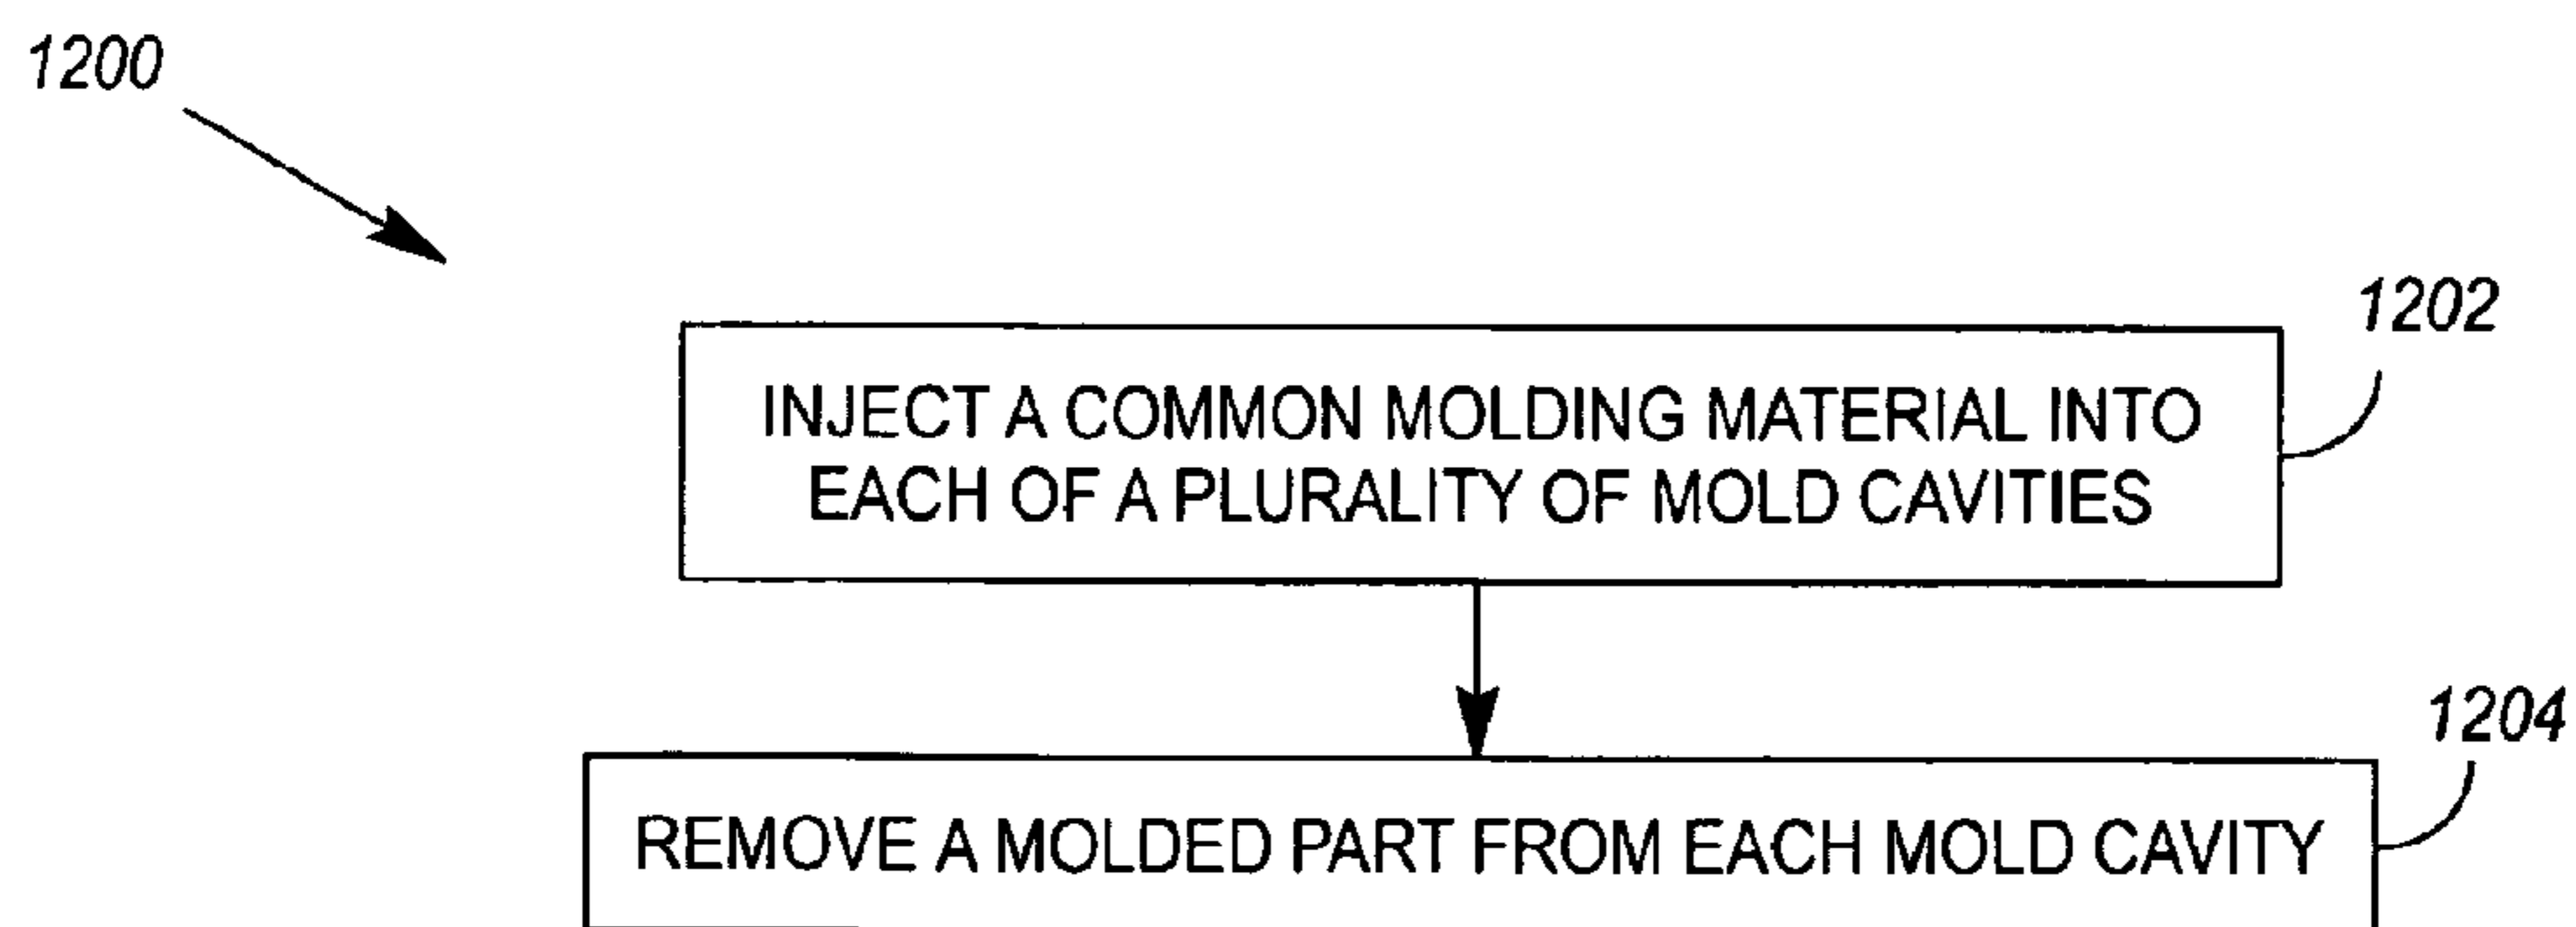 1200
1202
INJECT A COMMON MOLDING MATERIAL INTO
EACH OF A PLURALITY OF MOLD CAVITIES
1204
REMOVE A MOLDED PART FROM EACH MOLD CAVITY